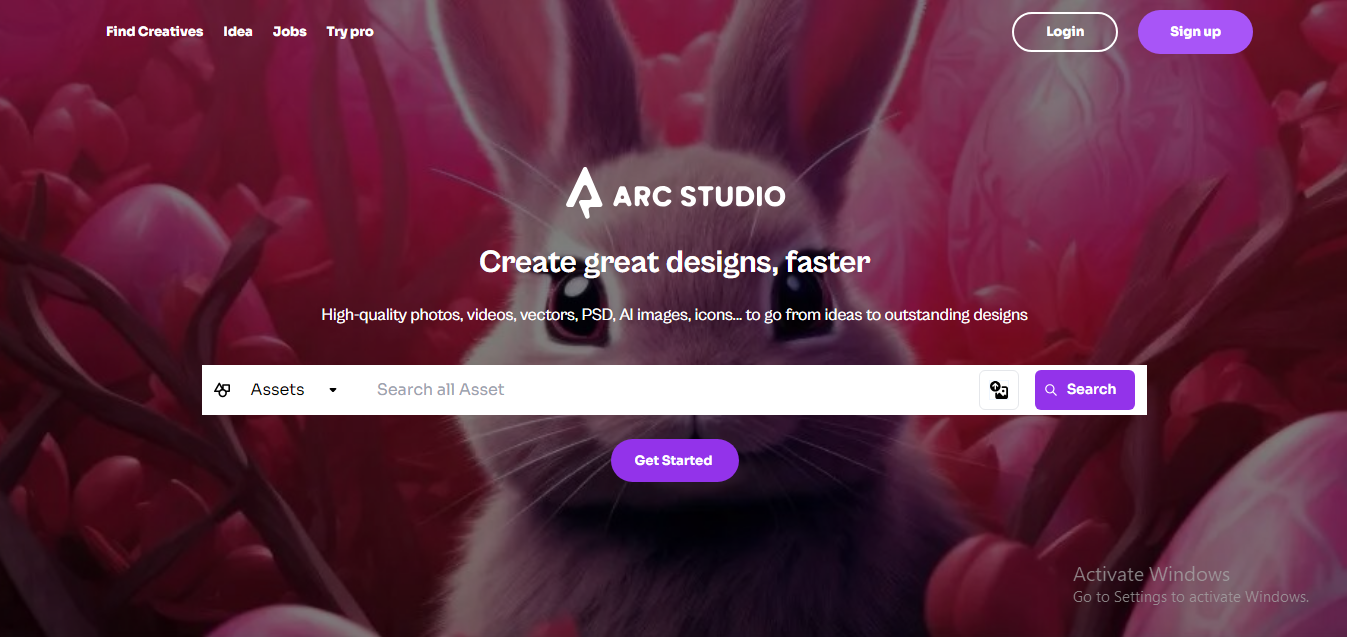 Find Creatives Idea Jobs Try pro Login Sign up
ARC STUDIO
Create great designs, faster
High-quality photos, videos, vectors, PSD, AI images, icons... to go from ideas to outstanding designs
Assets Search all Asset Search
Get Started
Activate Windows
Go to Settings to activate Windows.